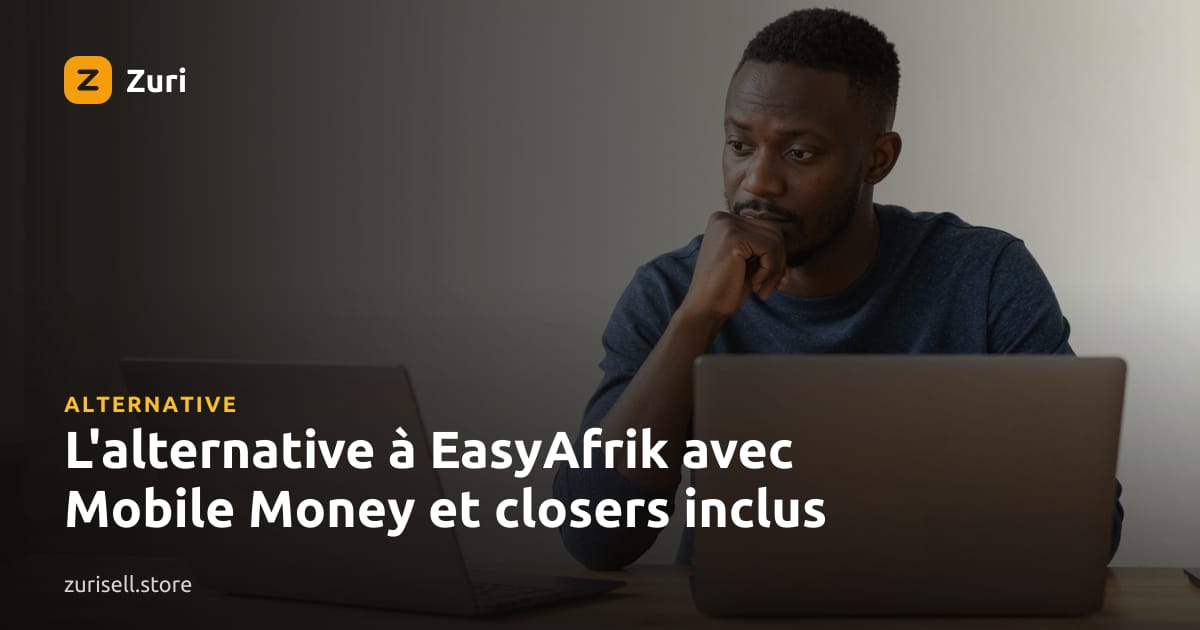 Z
Zuri
ALTERNATIVE
L'alternative à EasyAfrik avec
Mobile Money et closers inclus
zurisell.store